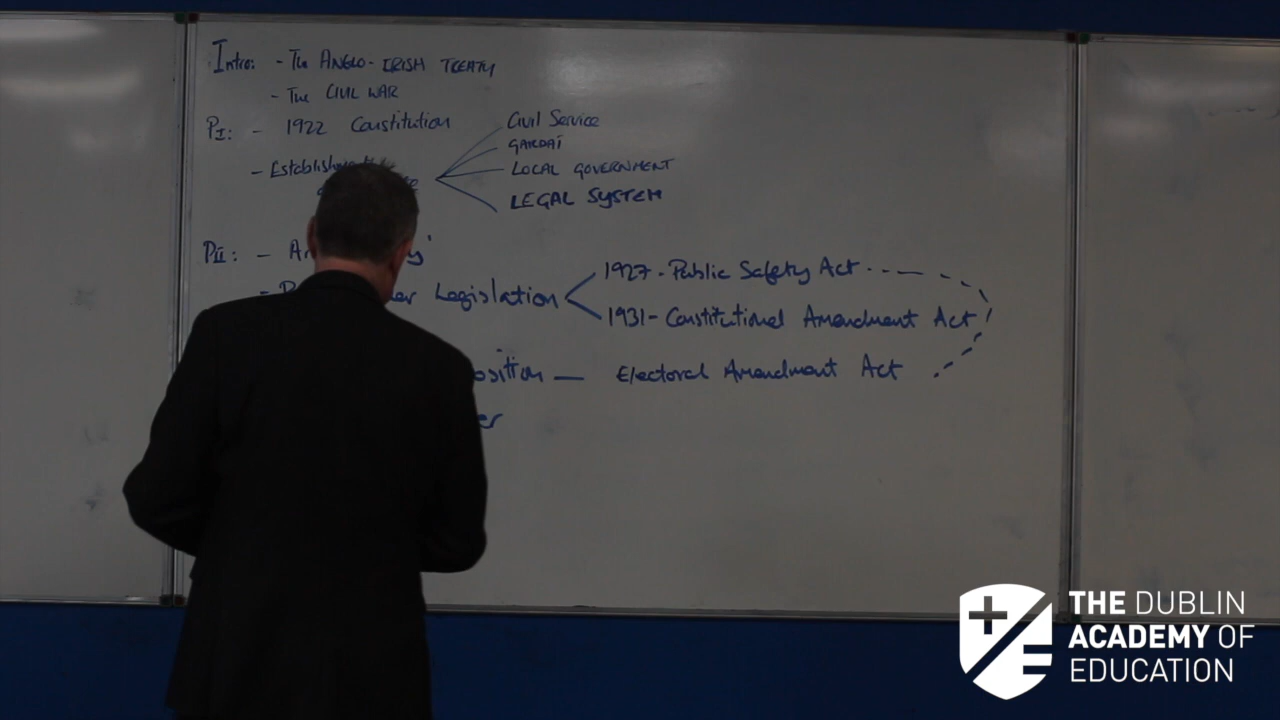 Intro: - The ANGLO-IRISH TREATY
- The CIVIL WAR
PI: - 1922 Constitution
Civil Service
GARDAÍ
- Establishment
LOCAL GOVERNMENT
LEGAL SYSTEM
PII: -
1927 - Public Safety Act
- Legislation
1931 - Constitutional Amendment Act
Electoral Amendment Act
THE DUBLIN
ACADEMY OF
EDUCATION